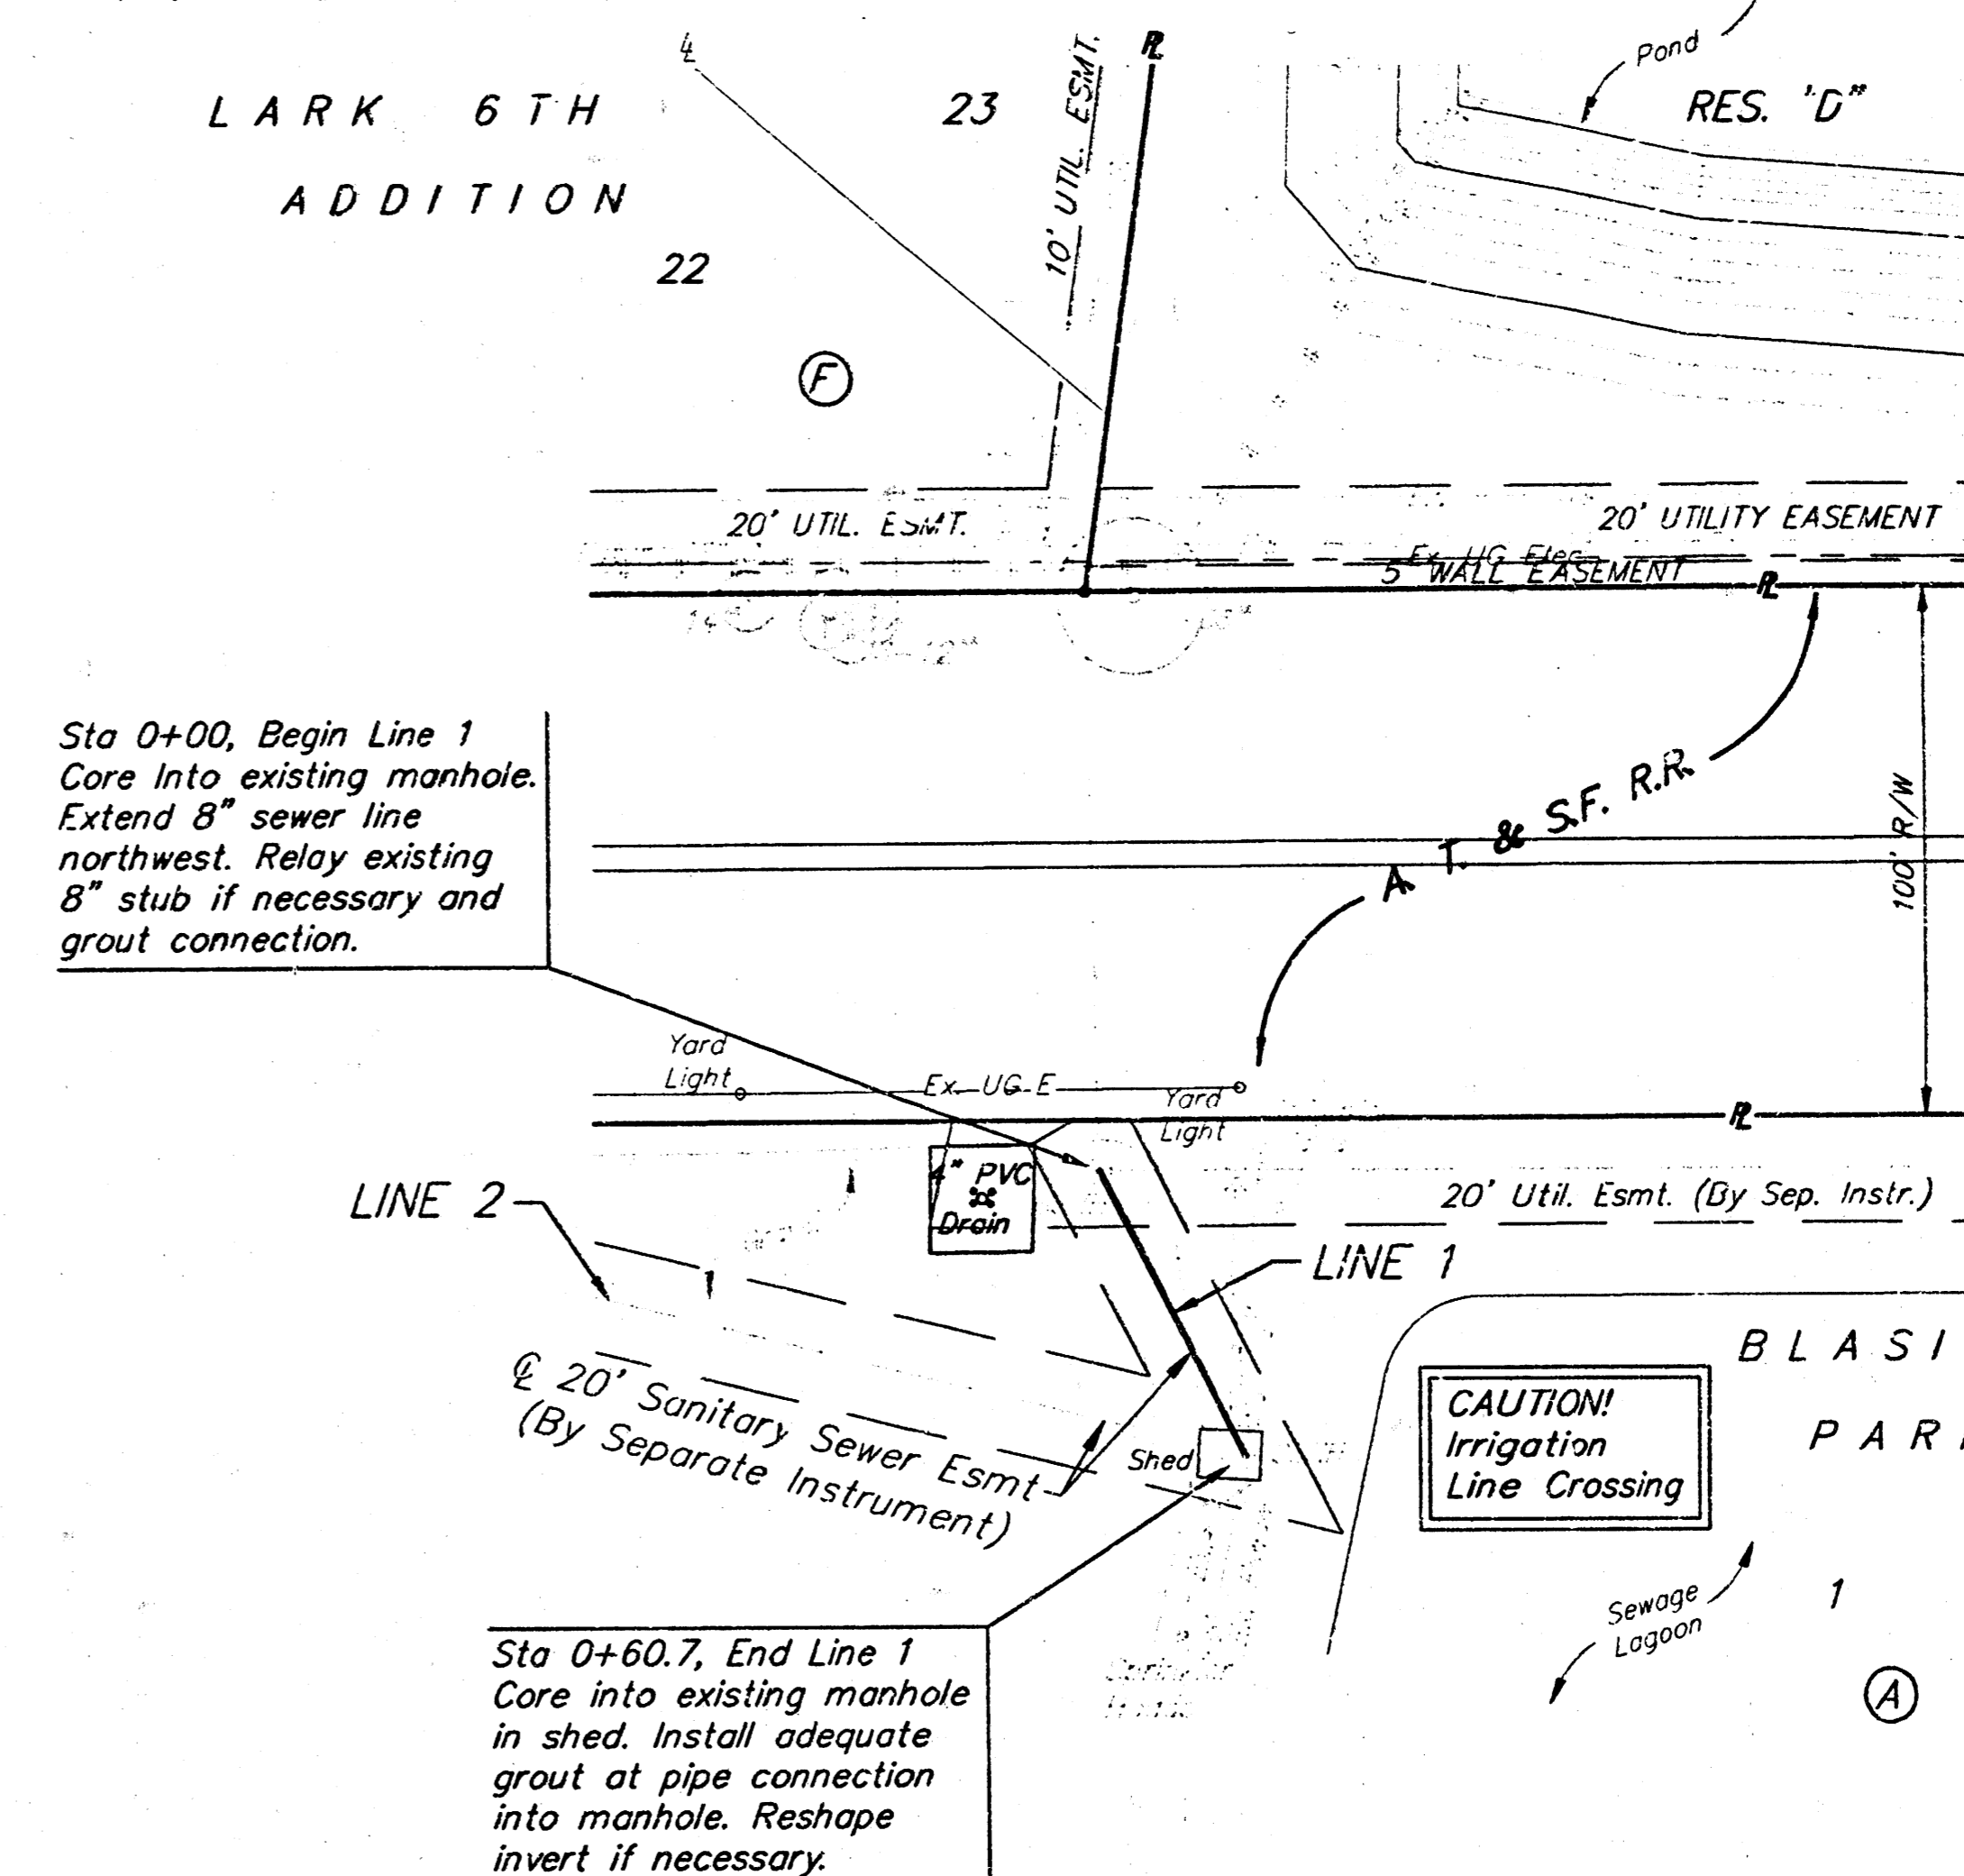 Pond
LARK 6TH
ADDITION
23
22
F
10' UTIL. ESMT.
RES. 'D"
20' UTIL. ESMT.
20' UTILITY EASEMENT
Ex. UG Elec.
5' WALL EASEMENT
Sta 0+00, Begin Line 1
Core Into existing manhole.
Extend 8" sewer line
northwest. Relay existing
8" stub if necessary and
grout connection.
A. T. & S.F. R.R.
100' R/W
Yard
Light
Ex. UG-E
Yard
Light
4" PVC
Drain
LINE 2
20' Util. Esmt. (By Sep. Instr.)
LINE 1
1
℄ 20' Sanitary Sewer Esmt
(By Separate Instrument)
Shed
BLASI
PAR
CAUTION!
Irrigation
Line Crossing
Sewage
Lagoon
1
A
Sta 0+60.7, End Line 1
Core into existing manhole
in shed. Install adequate
grout at pipe connection
into manhole. Reshape
invert if necessary.